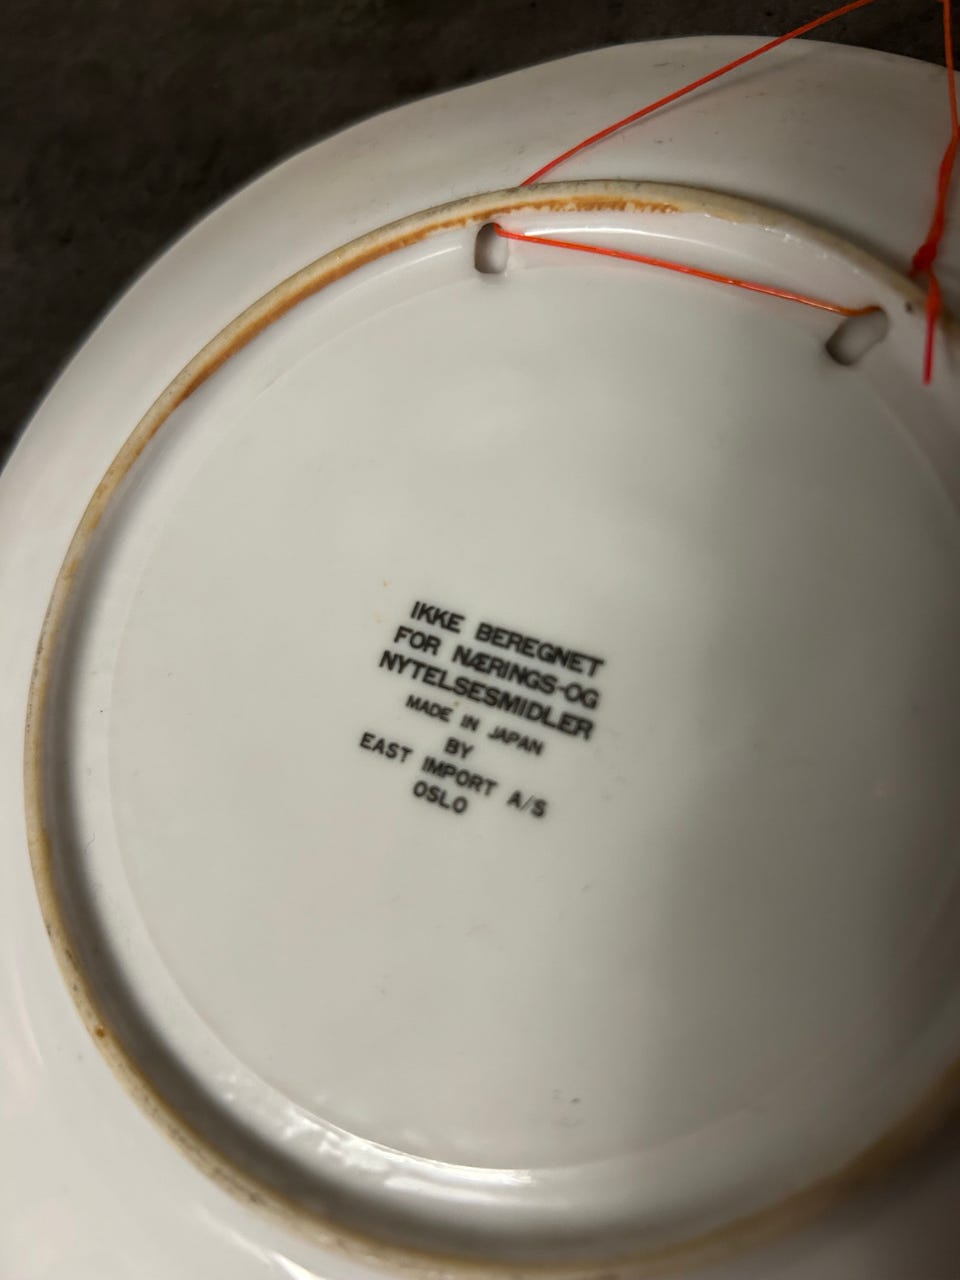 IKKE BEREGNET
FOR NÆRINGS-OG
NYTELSESMIDLER
MADE IN JAPAN
BY
EAST IMPORT A/S
OSLO